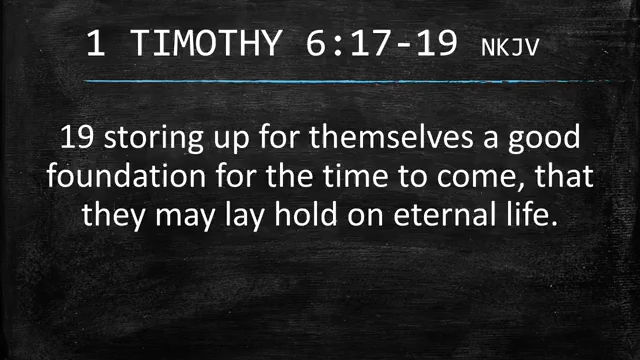 1 TIMOTHY 6:17-19 NKJV
19 storing up for themselves a good
foundation for the time to come, that
they may lay hold on eternal life.